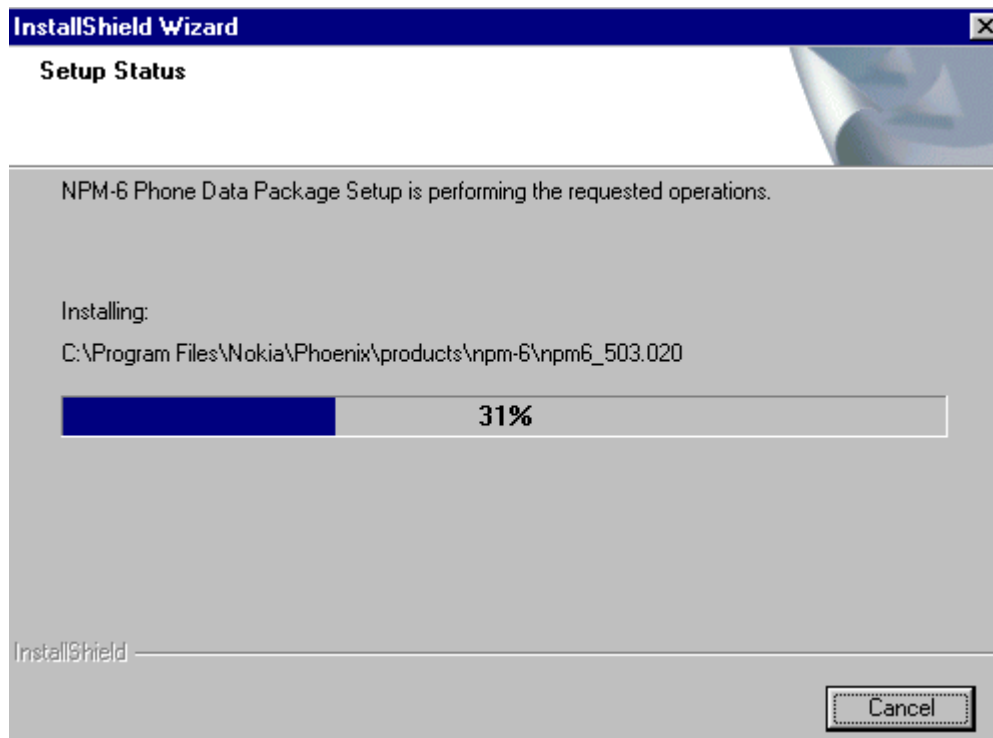 InstallShield Wizard
Setup Status
NPM-6 Phone Data Package Setup is performing the requested operations.
Installing:
C:\Program Files\Nokia\Phoenix\products\npm-6\npm6_503.020
31%
InstallShield
Cancel